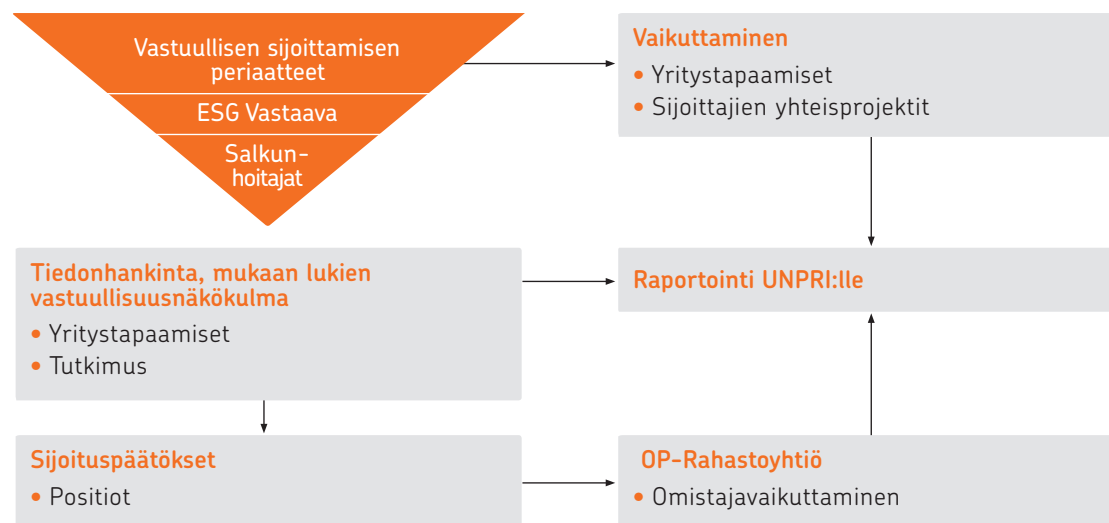 Vastuullisen sijoittamisen
periaatteet
ESG Vastaava
Salkun-
hoitajat
Vaikuttaminen
• Yritystapaamiset
• Sijoittajien yhteisprojektit
Tiedonhankinta, mukaan lukien
vastuullisuusnäkökulma
• Yritystapaamiset
• Tutkimus
Raportointi UNPRI:lle
Sijoituspäätökset
• Positiot
OP-Rahastoyhtiö
• Omistajavaikuttaminen